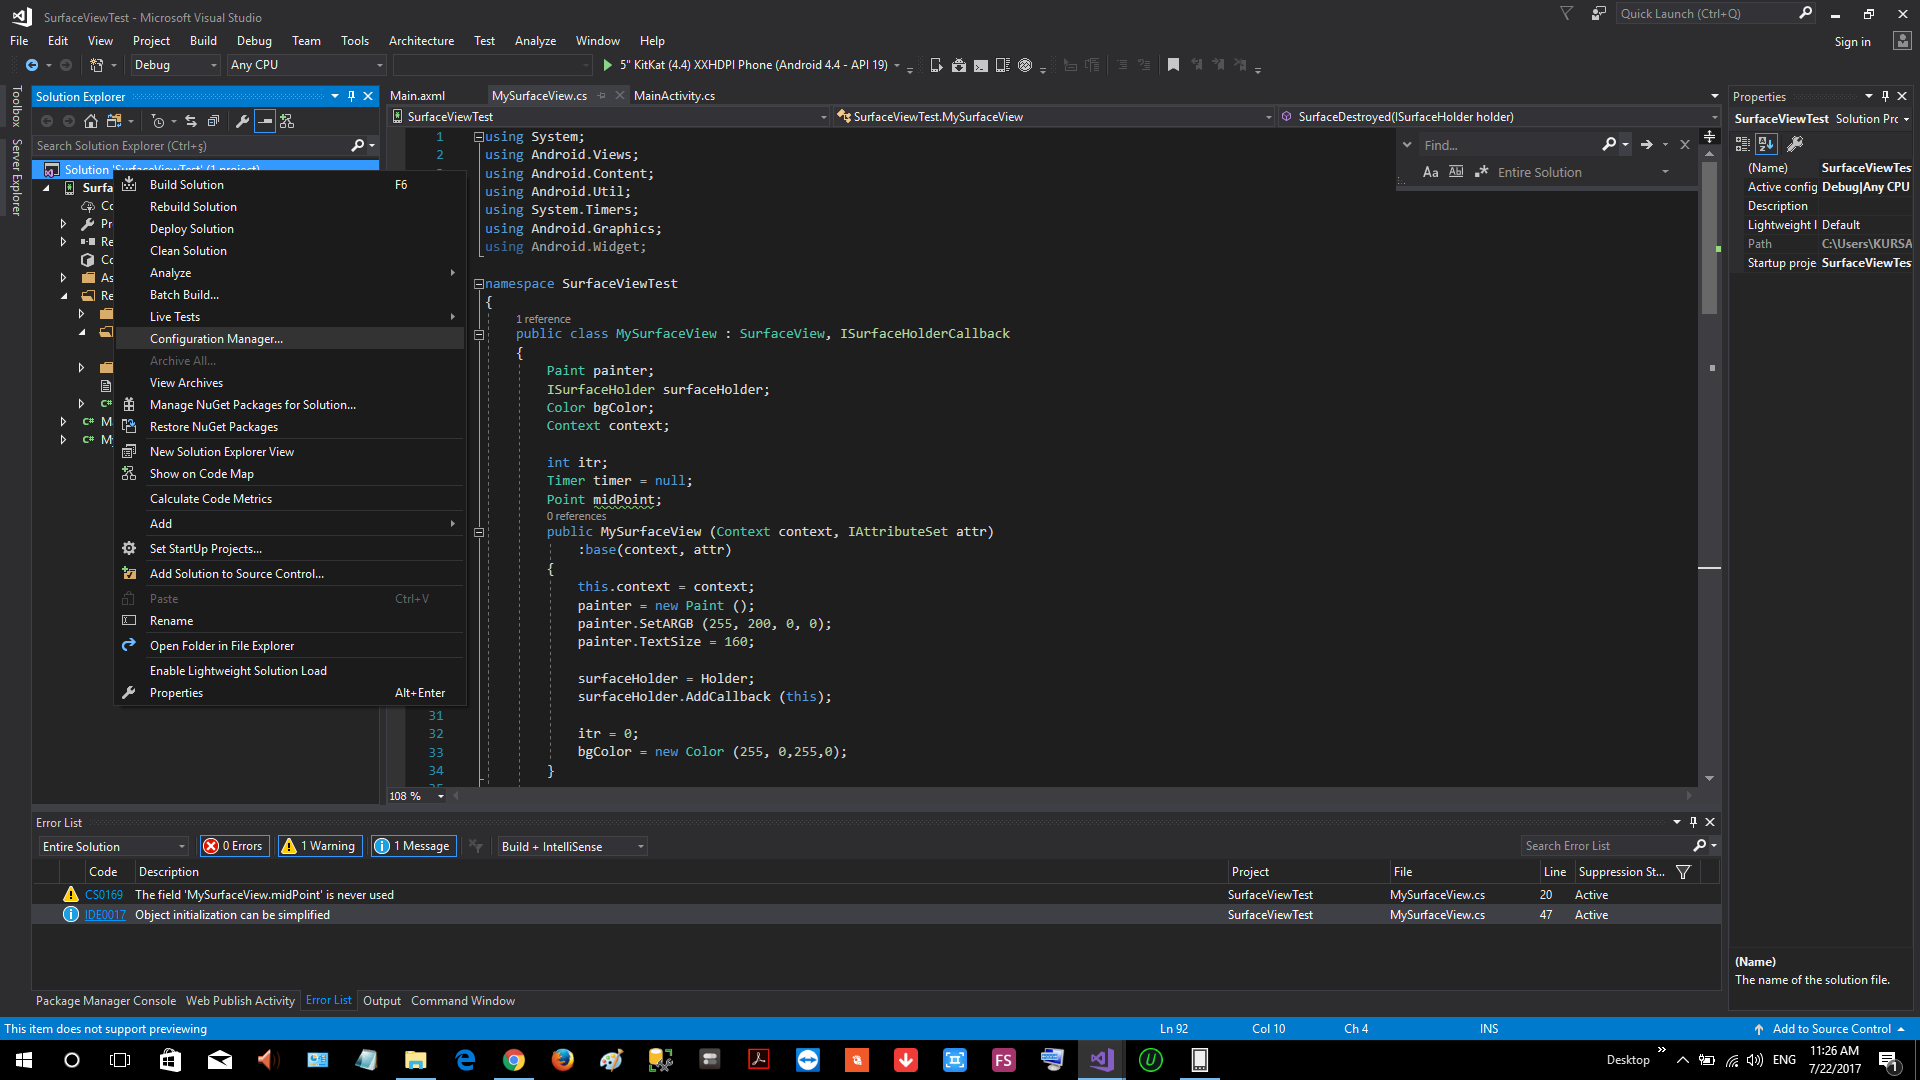 SurfaceViewTest - Microsoft Visual Studio
Quick Launch (Ctrl+Q)
File Edit View Project Build Debug Team Tools Architecture Test Analyze Window Help
Sign in
Debug Any CPU 5" KitKat (4.4) XXHDPI Phone (Android 4.4 - API 19)
Toolbox
Server Explorer
Solution Explorer
Search Solution Explorer (Ctrl+ş)
Solution 'SurfaceViewTest' (1 project)
Surfa
Co
Pr
Re
Co
As
Re
C#
C# M
C# My
Build Solution F6
Rebuild Solution
Deploy Solution
Clean Solution
Analyze
Batch Build...
Live Tests
Configuration Manager...
Archive All...
View Archives
Manage NuGet Packages for Solution...
Restore NuGet Packages
New Solution Explorer View
Show on Code Map
Calculate Code Metrics
Add
Set StartUp Projects...
Add Solution to Source Control...
Paste Ctrl+V
Rename
Open Folder in File Explorer
Enable Lightweight Solution Load
Properties Alt+Enter
Main.axml MySurfaceView.cs MainActivity.cs
SurfaceViewTest SurfaceViewTest.MySurfaceView SurfaceDestroyed(ISurfaceHolder holder)
Find...
Aa Ab Entire Solution
1 using System;
2 using Android.Views;
using Android.Content;
using Android.Util;
using System.Timers;
using Android.Graphics;
using Android.Widget;
namespace SurfaceViewTest
{
1 reference
public class MySurfaceView : SurfaceView, ISurfaceHolderCallback
{
Paint painter;
ISurfaceHolder surfaceHolder;
Color bgColor;
Context context;
int itr;
Timer timer = null;
Point midPoint;
0 references
public MySurfaceView (Context context, IAttributeSet attr)
:base(context, attr)
{
this.context = context;
painter = new Paint ();
painter.SetARGB (255, 200, 0, 0);
painter.TextSize = 160;
surfaceHolder = Holder;
surfaceHolder.AddCallback (this);
31
32 itr = 0;
33 bgColor = new Color (255, 0,255,0);
34 }
108 %
Properties
SurfaceViewTest Solution Prc
(Name) SurfaceViewTes
Active config Debug|Any CPU
Description
Lightweight l Default
Path C:\Users\KURSA
Startup proje SurfaceViewTes
(Name)
The name of the solution file.
Error List
Entire Solution 0 Errors 1 Warning 1 Message Build + IntelliSense Search Error List
Code Description Project File Line Suppression St...
CS0169 The field 'MySurfaceView.midPoint' is never used SurfaceViewTest MySurfaceView.cs 20 Active
IDE0017 Object initialization can be simplified SurfaceViewTest MySurfaceView.cs 47 Active
Package Manager Console Web Publish Activity Error List Output Command Window
This item does not support previewing Ln 92 Col 10 Ch 4 INS Add to Source Control
FS
U
Desktop ENG 11:26 AM
7/22/2017
1